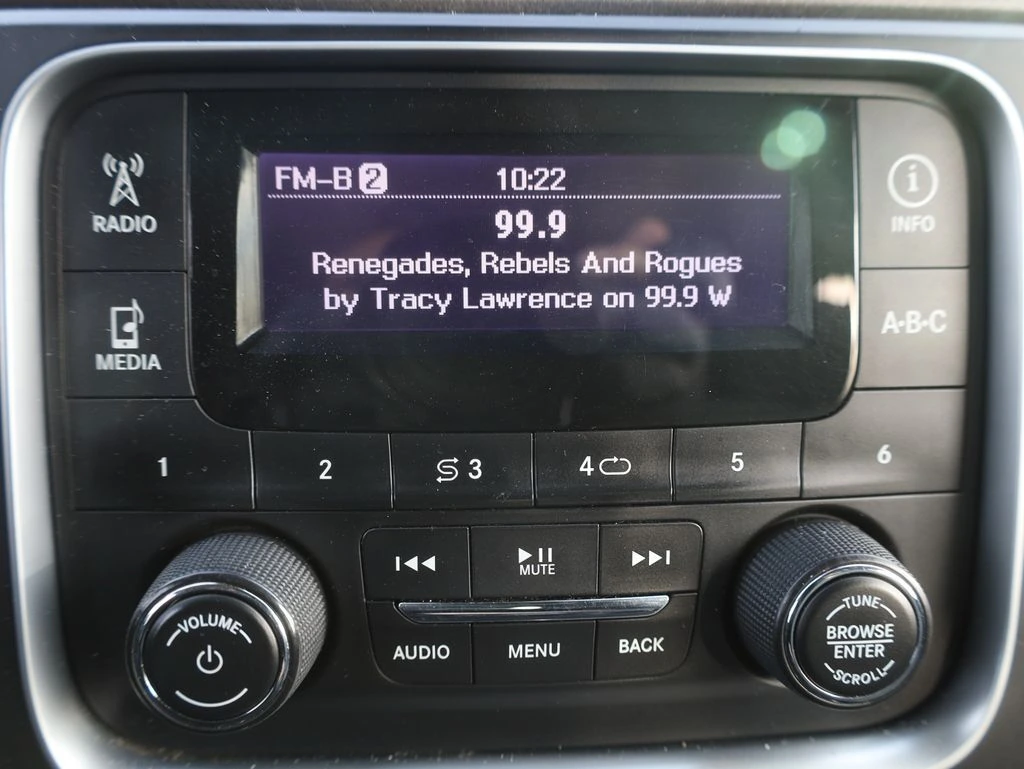 FM-B 2 10:22
99.9
Renegades, Rebels And Rogues
by Tracy Lawrence on 99.9 W
RADIO
INFO
MEDIA
A·B·C
1 2 3 4 5 6
MUTE
VOLUME
AUDIO MENU BACK
TUNE
BROWSE
ENTER
SCROLL